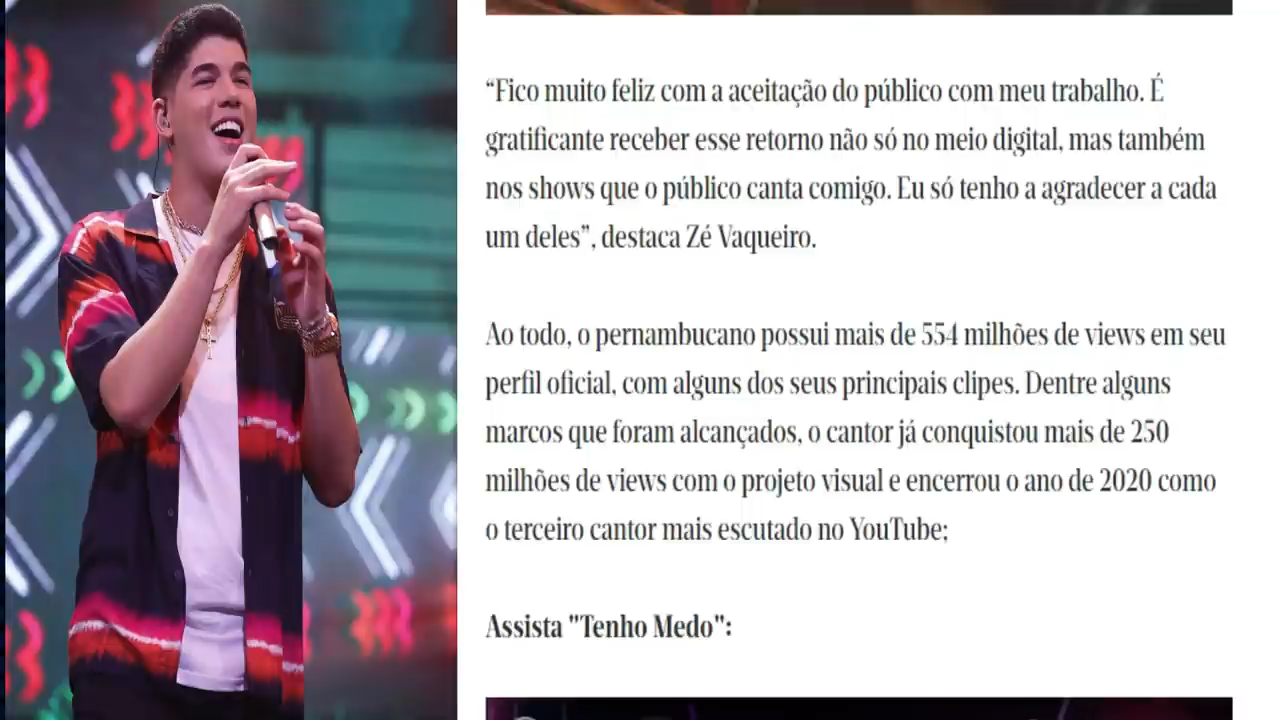 “Fico muito feliz com a aceitação do público com meu trabalho. É
gratificante receber esse retorno não só no meio digital, mas também
nos shows que o público canta comigo. Eu só tenho a agradecer a cada
um deles”, destaca Zé Vaqueiro.
Ao todo, o pernambucano possui mais de 554 milhões de views em seu
perfil oficial, com alguns dos seus principais clipes. Dentre alguns
marcos que foram alcançados, o cantor já conquistou mais de 250
milhões de views com o projeto visual e encerrou o ano de 2020 como
o terceiro cantor mais escutado no YouTube;
Assista "Tenho Medo":